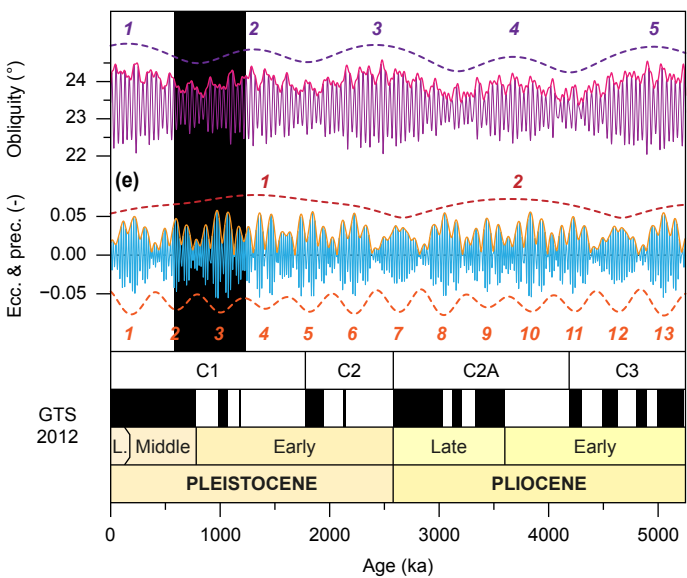 1 2 3 4 5
Obliquity (°)
24
23
22
(e)
1 2
Ecc. & prec. (-)
0.05
0.00
−0.05
1 2 3 4 5 6 7 8 9 10 11 12 13
C1 C2 C2A C3
GTS
2012
L. Middle Early Late Early
PLEISTOCENE PLIOCENE
0 1000 2000 3000 4000 5000
Age (ka)